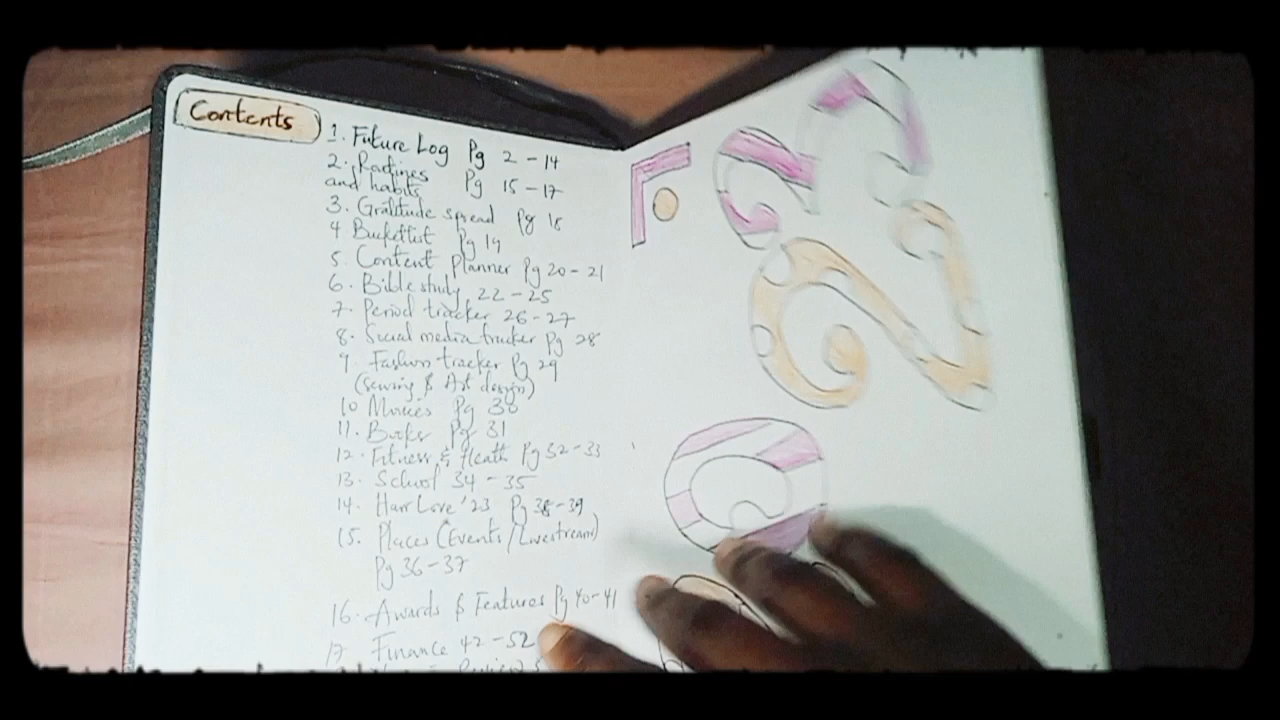 Contents
1. Future Log Pg 2 - 14
2. Routines
and habits Pg 15 - 17
3. Gratitude spread Pg 18
4 Bucketlist Pg 19
5. Content planner Pg 20 - 21
6. Bible study 22 - 25
7. Period tracker 26 - 27
8. Social media tracker Pg 28
9. Fashion tracker Pg 29
(sewing & Art design)
10 Movies Pg 30
11. Books Pg 31
12. Fitness & Health Pg 32 - 33
13. School 34 - 35
14. Love '23 Pg 38 - 39
15. Places (Events / Livestream)
Pg 36 - 37
16. Awards & Features Pg 40 - 41
17 Finance 42 - 52